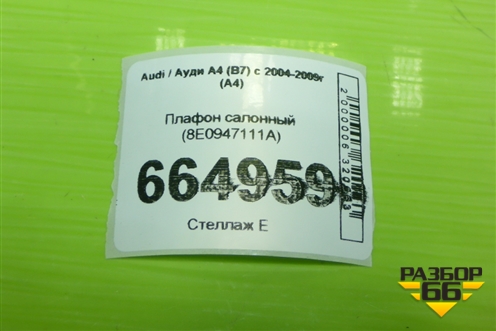 Audi / Ауди A4 (B7) с 2004-2009г
(A4)
Плафон салонный
(8E0947111A)
664959
Стеллаж Е
РАЗБОР
66